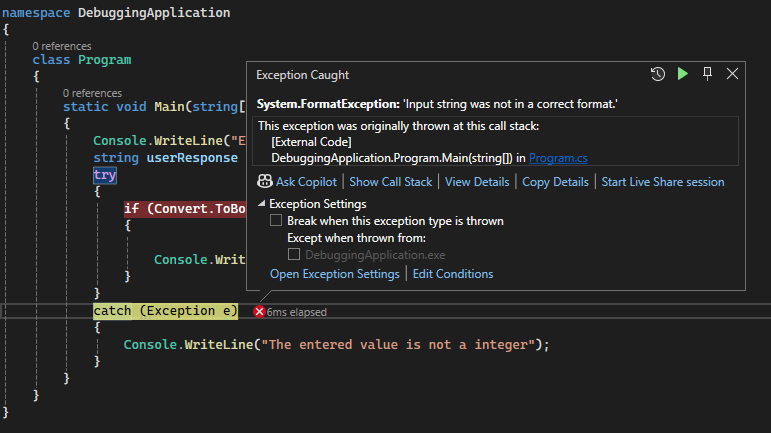 namespace DebuggingApplication
{
0 references
class Program
{
0 references
static void Main(string[
{
Console.WriteLine("E
string userResponse
try
{
if (Convert.ToBo
{
Console.Writ
}
}
catch (Exception e)
6ms elapsed
{
Console.WriteLine("The entered value is not a integer");
}
}
}
}
Exception Caught
System.FormatException: 'Input string was not in a correct format.'
This exception was originally thrown at this call stack:
[External Code]
DebuggingApplication.Program.Main(string[]) in Program.cs
Ask Copilot | Show Call Stack | View Details | Copy Details | Start Live Share session
Exception Settings
Break when this exception type is thrown
Except when thrown from:
DebuggingApplication.exe
Open Exception Settings | Edit Conditions